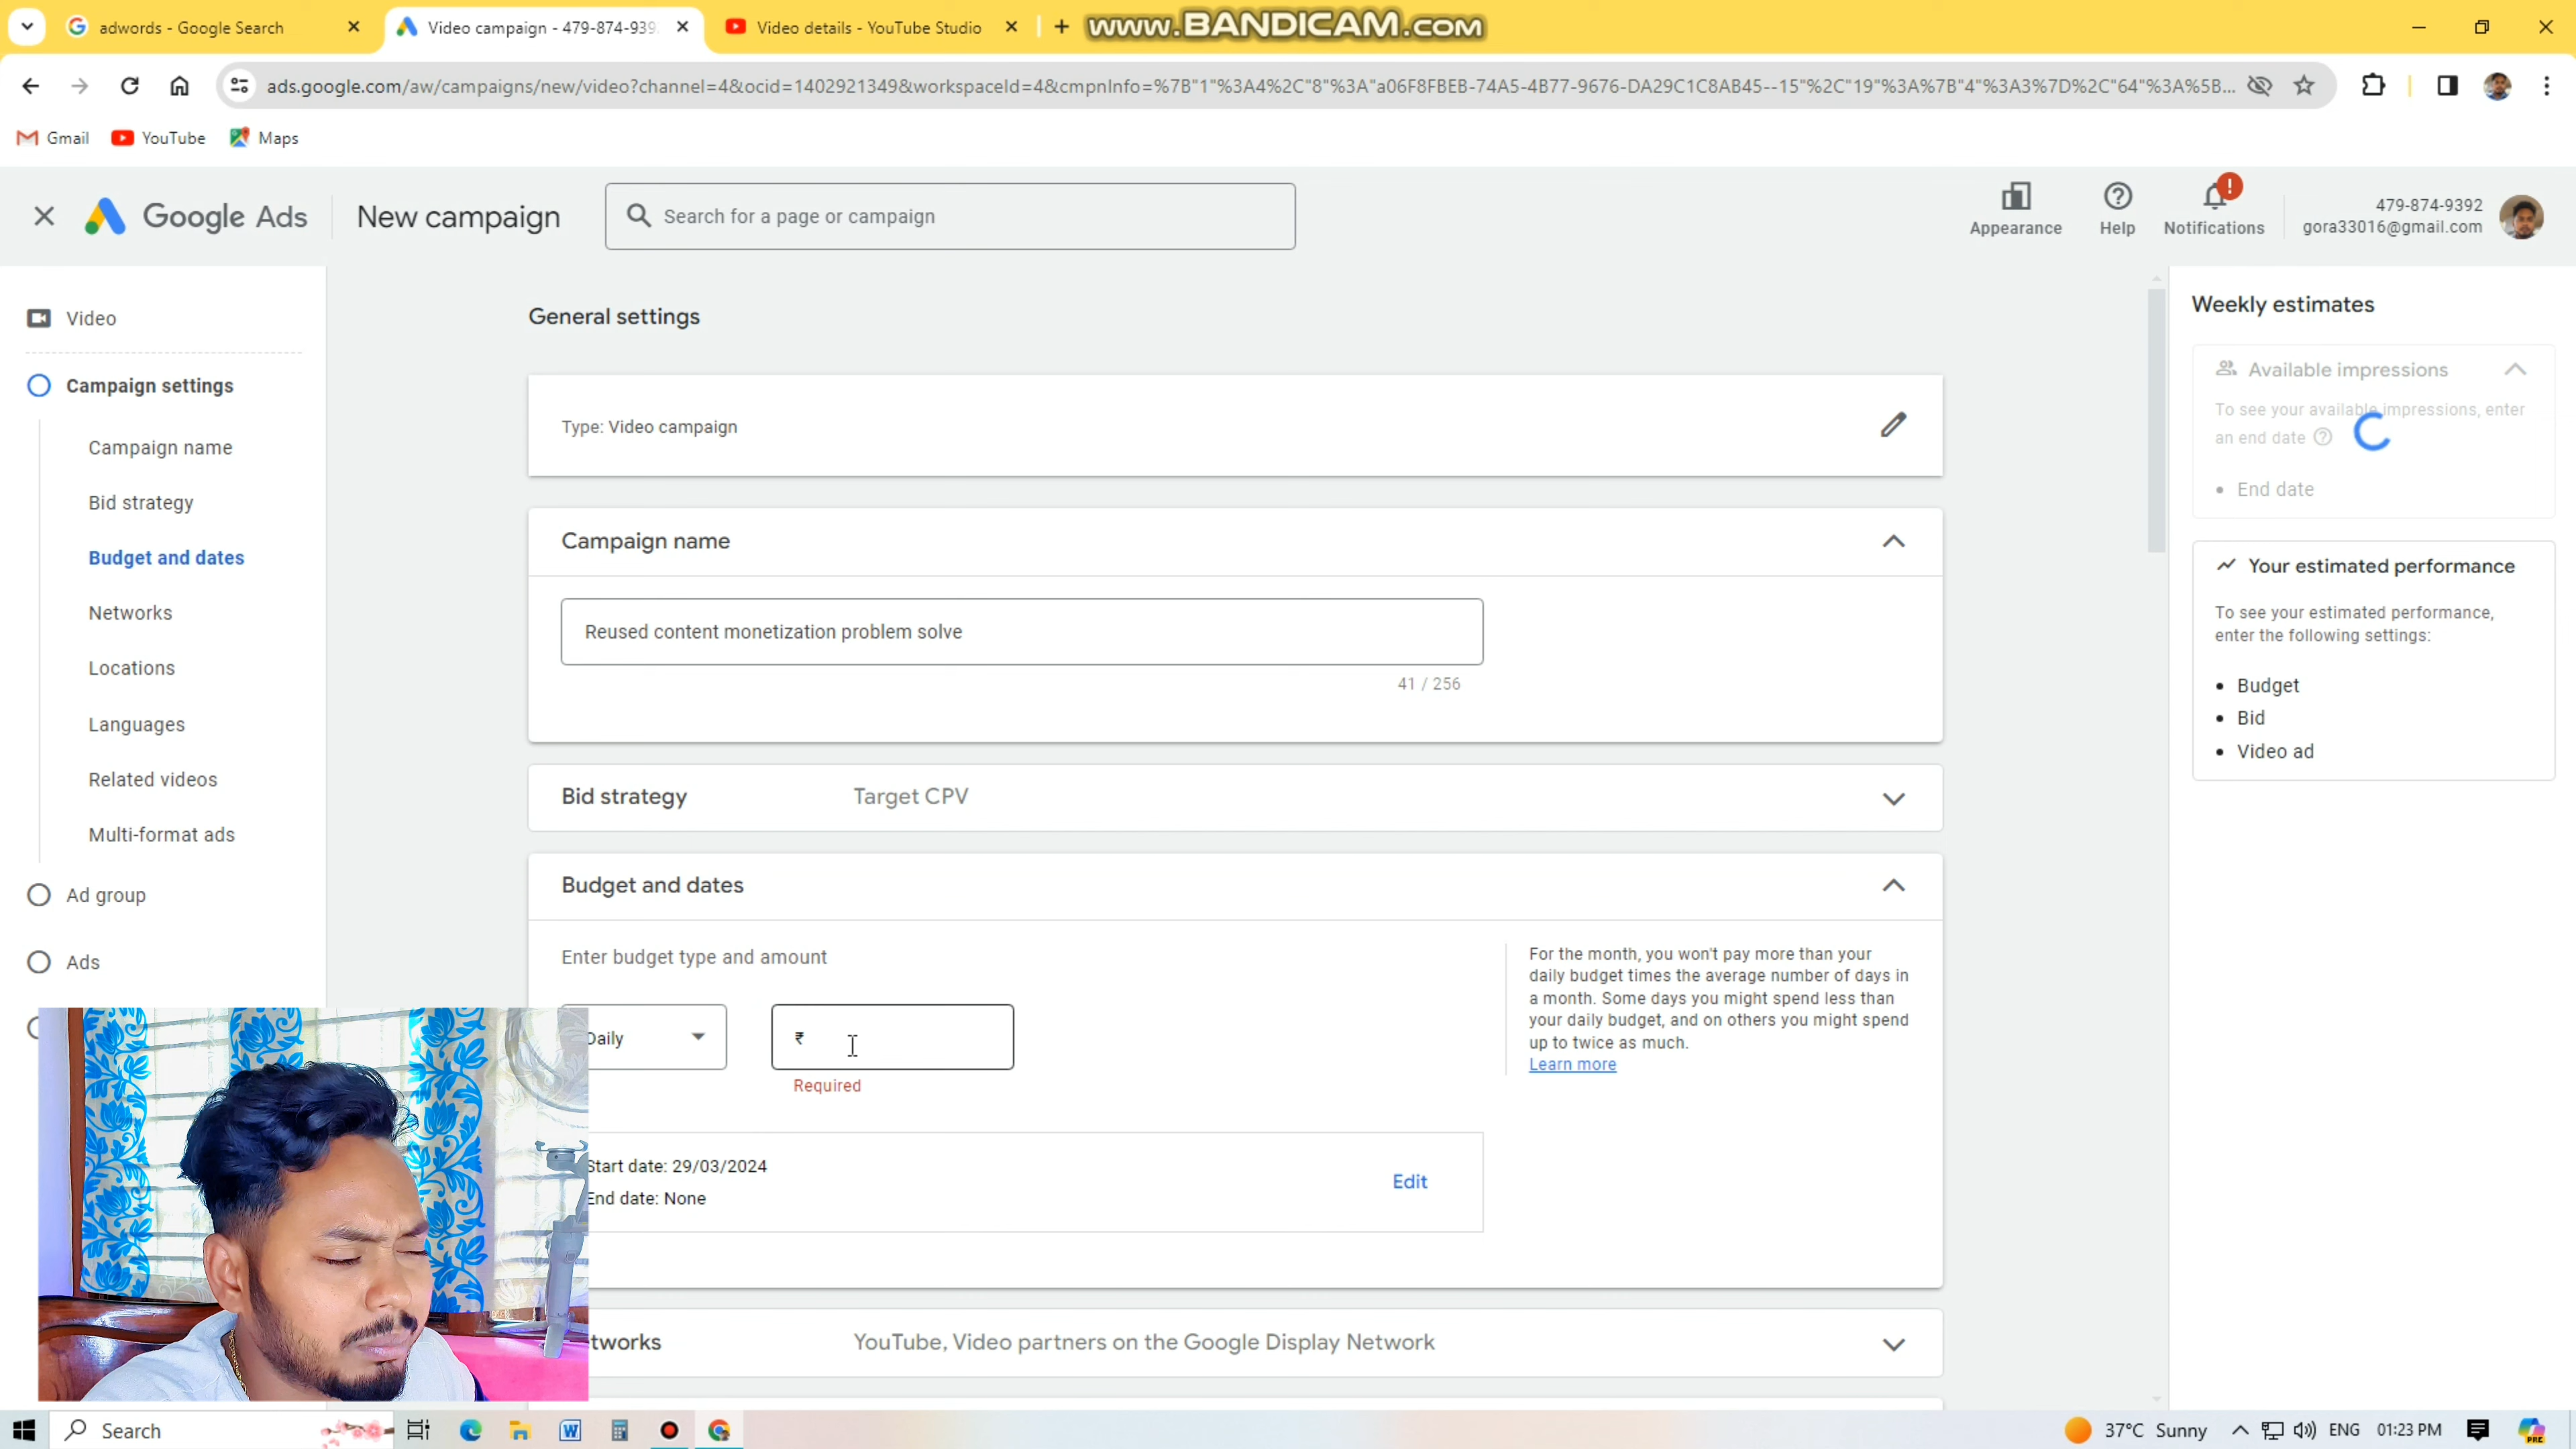 adwords - Google Search
Video campaign - 479-874-939
Video details - YouTube Studio
www.BANDICAM.com
ads.google.com/aw/campaigns/new/video?channel=4&ocid=1402921349&workspaceId=4&cmpnInfo=%7B"1"%3A4%2C"8"%3A"a06F8FBEB-74A5-4B77-9676-DA29C1C8AB45--15"%2C"19"%3A%7B"4"%3A3%7D%2C"64"%3A%5B...
Gmail
YouTube
Maps
Google Ads
New campaign
Search for a page or campaign
Appearance
Help
Notifications
479-874-9392
gora33016@gmail.com
Video
Campaign settings
Campaign name
Bid strategy
Budget and dates
Networks
Locations
Languages
Related videos
Multi-format ads
Ad group
Ads
General settings
Type: Video campaign
Campaign name
Reused content monetization problem solve
41 / 256
Bid strategy
Target CPV
Budget and dates
Enter budget type and amount
Daily
₹
Required
For the month, you won't pay more than your
daily budget times the average number of days in
a month. Some days you might spend less than
your daily budget, and on others you might spend
up to twice as much.
Learn more
Start date: 29/03/2024
End date: None
Edit
tworks
YouTube, Video partners on the Google Display Network
Weekly estimates
Available impressions
To see your available impressions, enter
an end date
• End date
Your estimated performance
To see your estimated performance,
enter the following settings:
• Budget
• Bid
• Video ad
Search
37°C Sunny
ENG
01:23 PM
PRE